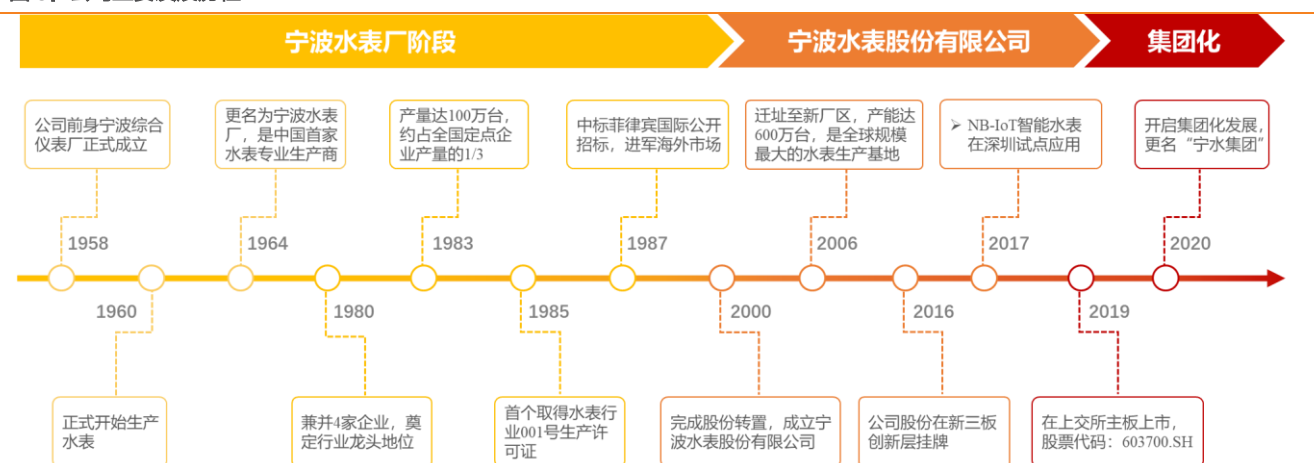 宁波水表厂阶段
宁波水表股份有限公司
集团化
公司前身宁波综合
仪表厂正式成立
更名为宁波水表
厂，是中国首家
水表专业生产商
产量达100万台，
约占全国定点企
业产量的1/3
中标菲律宾国际公开
招标，进军海外市场
迁址至新厂区，产能达
600万台，是全球规模
最大的水表生产基地
➢ NB-IoT智能水表
在深圳试点应用
开启集团化发展，
更名“宁水集团”
1958
1964
1983
1987
2006
2017
2020
1960
1980
1985
2000
2016
2019
正式开始生产
水表
兼并4家企业，奠
定行业龙头地位
首个取得水表行
业001号生产许
可证
完成股份转置，成立宁
波水表股份有限公司
公司股份在新三板
创新层挂牌
在上交所主板上市，
股票代码：603700.SH